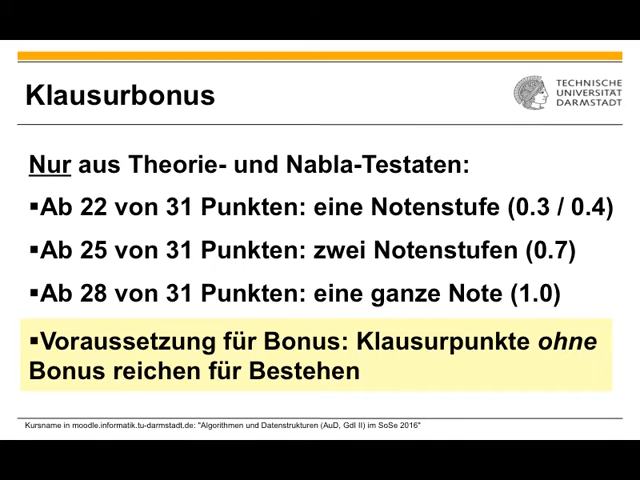 Klausurbonus
TECHNISCHE
UNIVERSITÄT
DARMSTADT
Nur aus Theorie- und Nabla-Testaten:
▪Ab 22 von 31 Punkten: eine Notenstufe (0.3 / 0.4)
▪Ab 25 von 31 Punkten: zwei Notenstufen (0.7)
▪Ab 28 von 31 Punkten: eine ganze Note (1.0)
▪Voraussetzung für Bonus: Klausurpunkte ohne
Bonus reichen für Bestehen
Kursname in moodle.informatik.tu-darmstadt.de: "Algorithmen und Datenstrukturen (AuD, GdI II) im SoSe 2016"